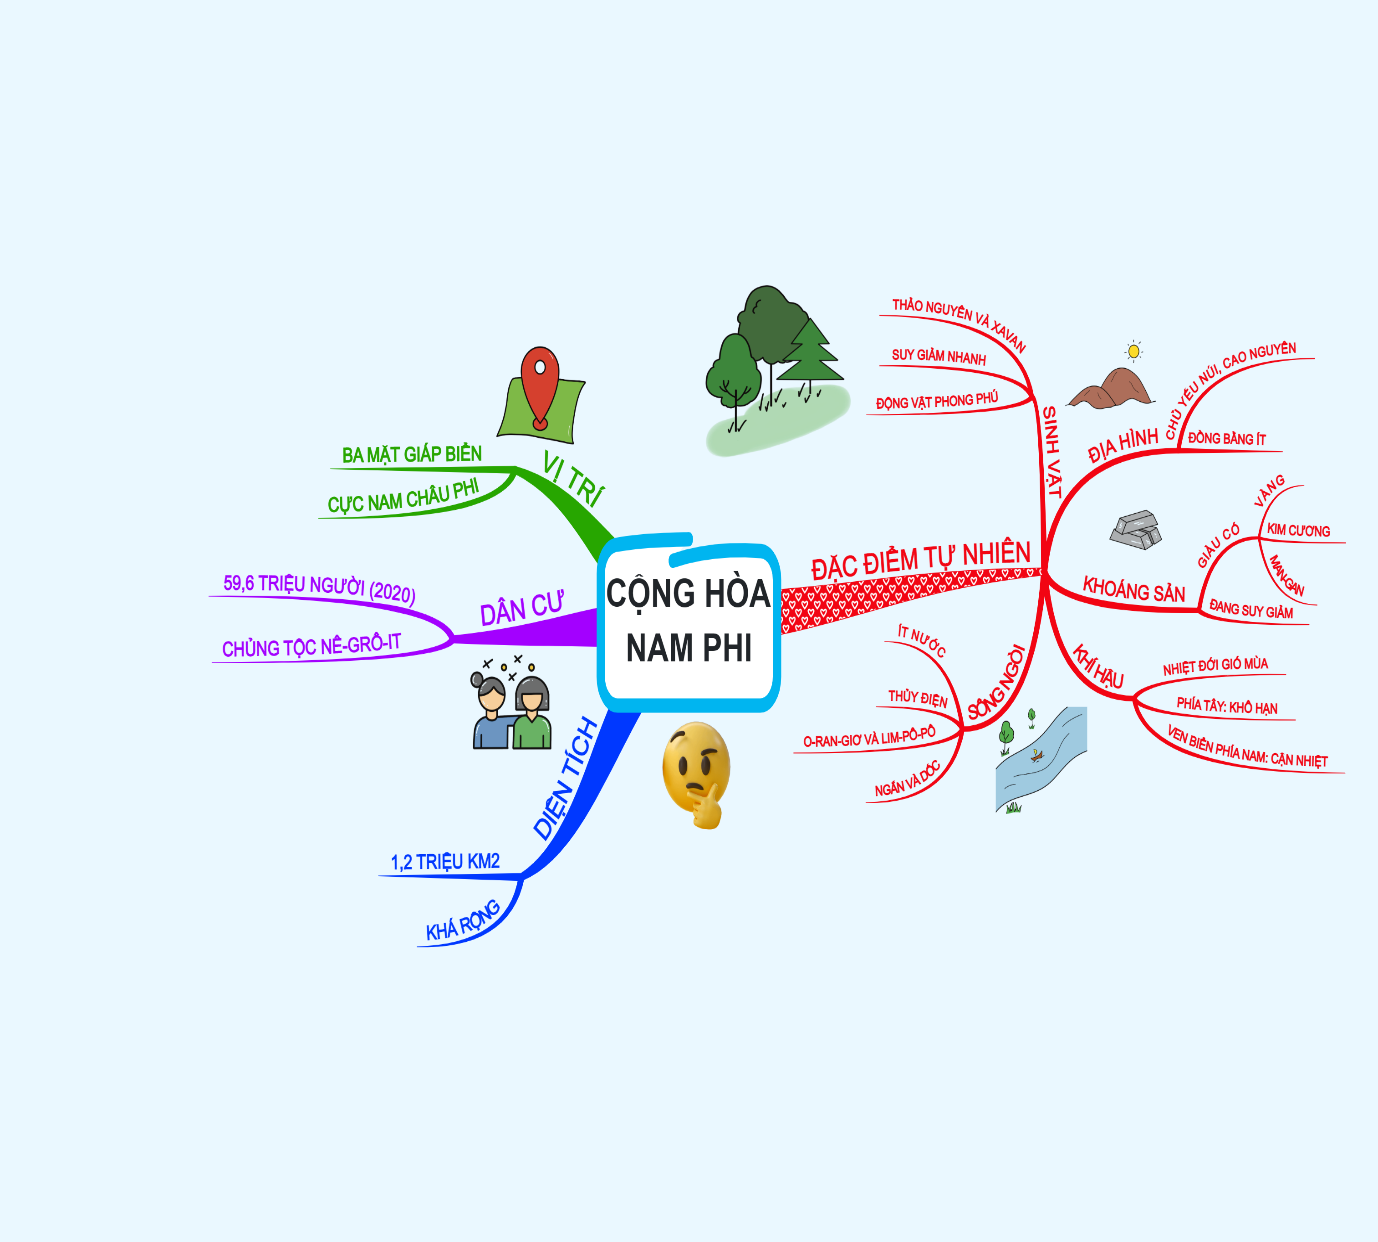 CỘNG HÒA
NAM PHI
VỊ TRÍ
BA MẶT GIÁP BIỂN
CỰC NAM CHÂU PHI
DÂN CƯ
59,6 TRIỆU NGƯỜI (2020)
CHỦNG TỘC NÊ-GRÔ-IT
DIỆN TÍCH
1,2 TRIỆU KM2
KHÁ RỘNG
ĐẶC ĐIỂM TỰ NHIÊN
SINH VẬT
THẢO NGUYÊN VÀ XAVAN
SUY GIẢM NHANH
ĐỘNG VẬT PHONG PHÚ
ĐỊA HÌNH
CHỦ YẾU NÚI, CAO NGUYÊN
ĐỒNG BẰNG ÍT
KHOÁNG SẢN
GIÀU CÓ
VÀNG
KIM CƯƠNG
MAN-GAN
ĐANG SUY GIẢM
KHÍ HẬU
NHIỆT ĐỚI GIÓ MÙA
PHÍA TÂY: KHÔ HẠN
VEN BIỂN PHÍA NAM: CẬN NHIỆT
SÔNG NGÒI
ÍT NƯỚC
THỦY ĐIỆN
O-RAN-GIƠ VÀ LIM-PÔ-PÔ
NGẮN VÀ DỐC